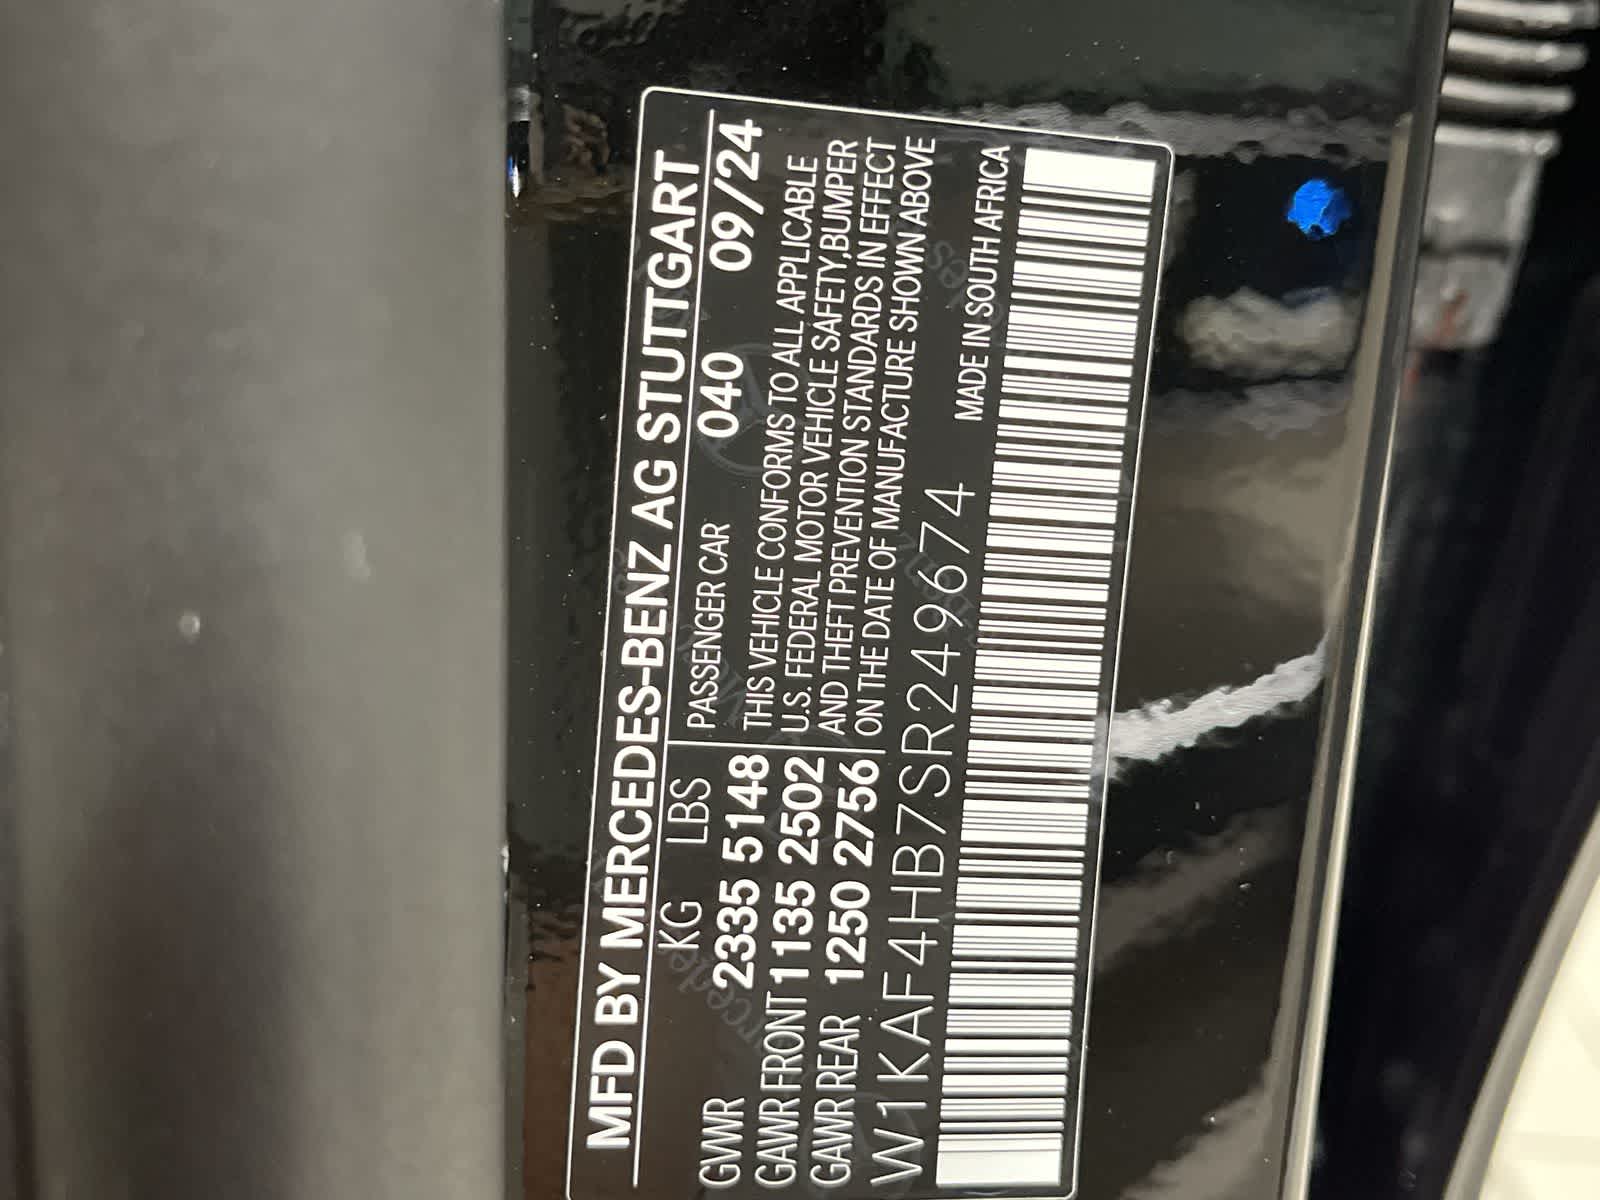 MFD BY MERCEDES-BENZ AG STUTTGART
KG LBS
PASSENGER CAR 040 09/24
GVWR 2335 5148
GAWR FRONT 1135 2502
GAWR REAR 1250 2756
THIS VEHICLE CONFORMS TO ALL APPLICABLE
U.S. FEDERAL MOTOR VEHICLE SAFETY,BUMPER
AND THEFT PREVENTION STANDARDS IN EFFECT
ON THE DATE OF MANUFACTURE SHOWN ABOVE
W1KAF4HB7SR249674
MADE IN SOUTH AFRICA